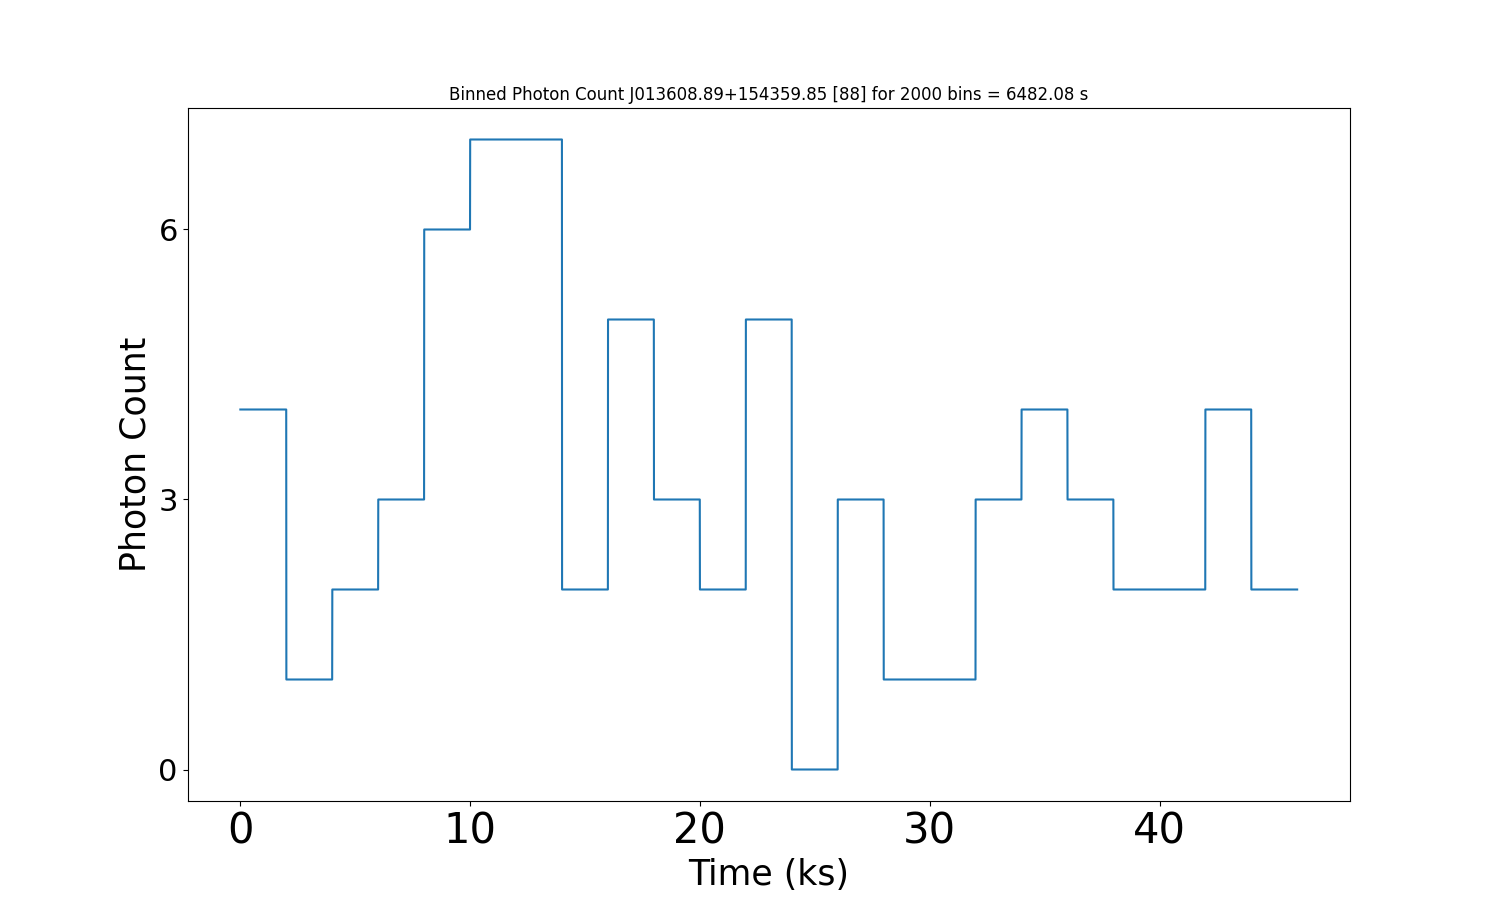 Binned Photon Count J013608.89+154359.85 [88] for 2000 bins = 6482.08 s
6
3
0
Photon Count
0 10 20 30 40
Time (ks)